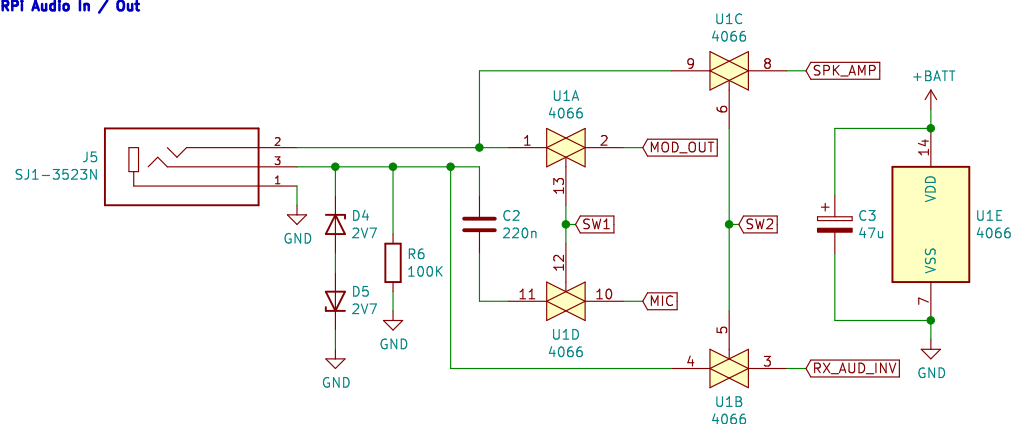 RPi Audio In / Out
U1C
4066
9
8
SPK_AMP
6
+BATT
U1A
4066
1
2
MOD_OUT
13
14
J5
SJ1-3523N
2
3
1
GND
D4
2V7
C2
220n
SW1
SW2
+
C3
47u
VDD
VSS
U1E
4066
R6
100K
12
D5
2V7
11
10
MIC
7
GND
U1D
4066
5
GND
4
3
RX_AUD_INV
GND
U1B
4066